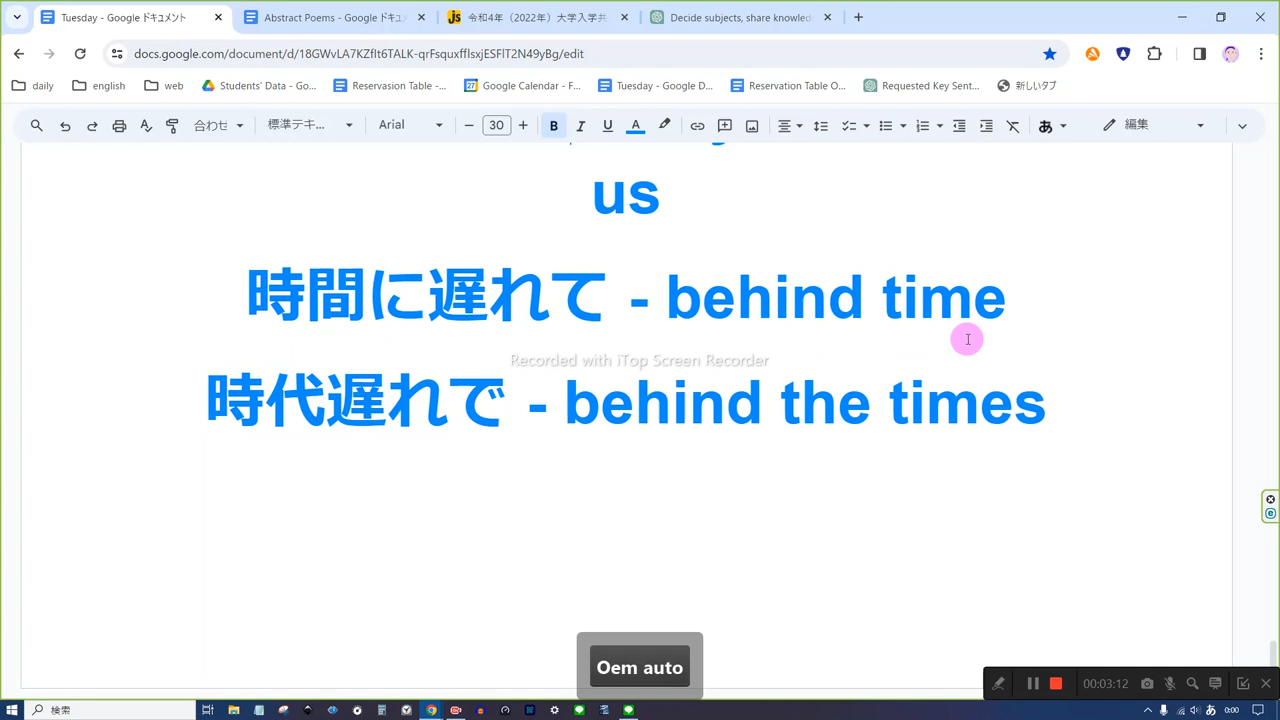 Tuesday - Google ドキュメント
Abstract Poems - Google ドキュ
令和4年（2022年）大学入学共
Decide subjects, share knowled
docs.google.com/document/d/18GWvLA7KZflt6TALK-qrFsquxfflsxjESFlT2N49yBg/edit
daily
english
web
Students' Data - Go...
Reservasion Table -...
Google Calendar - F...
Tuesday - Google D...
Reservation Table O...
Requested Key Sent...
新しいタブ
合わせ
標準テキ...
Arial
30
編集
us
時間に遅れて - behind time
Recorded with iTop Screen Recorder
時代遅れで - behind the times
Oem auto
00:03:12
検索
0:00